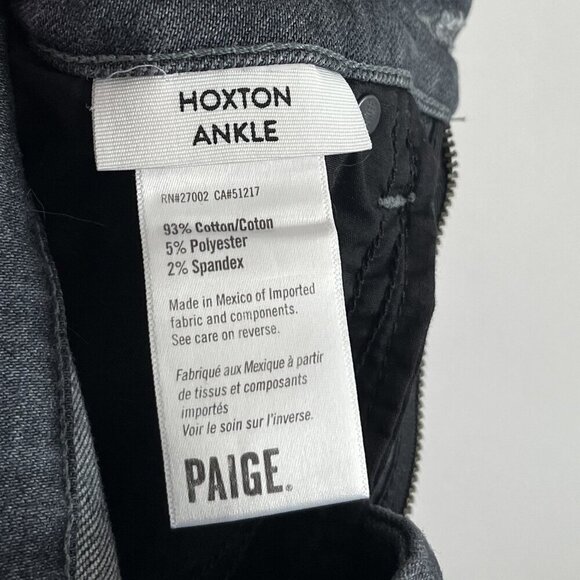 HOXTON
ANKLE
RN#27002 CA#51217
93% Cotton/Coton
5% Polyester
2% Spandex
Made in Mexico of Imported
fabric and components.
See care on reverse.
Fabriqué aux Mexique à partir
de tissus et composants
importés
Voir le soin sur l'inverse.
PAIGE®